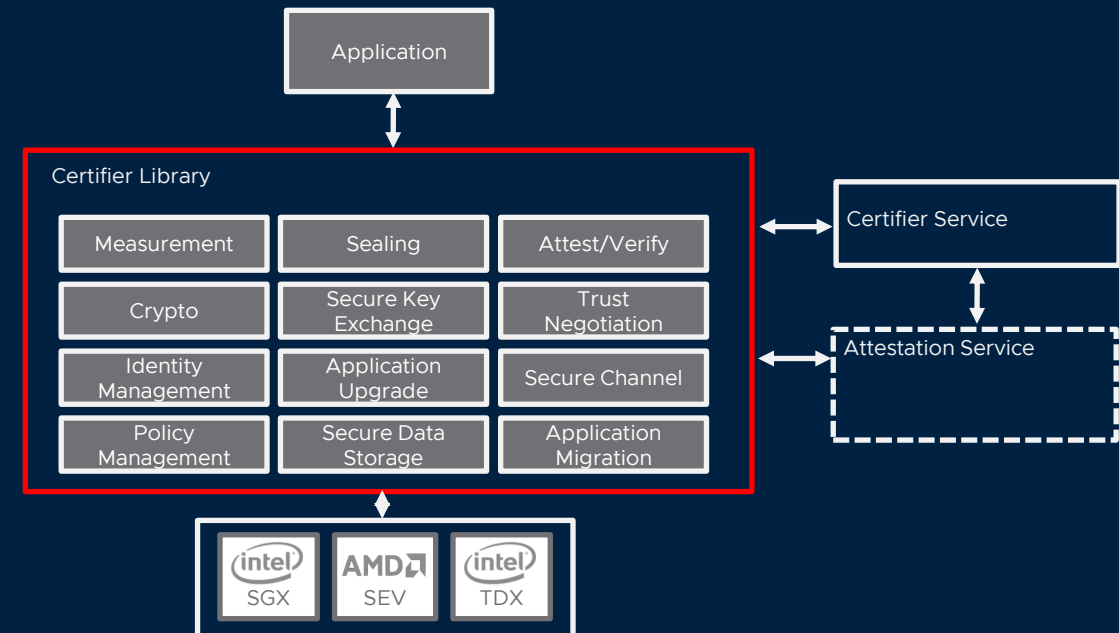 Application
Certifier Library
Measurement
Sealing
Attest/Verify
Crypto
Secure Key
Exchange
Trust
Negotiation
Identity
Management
Application
Upgrade
Secure Channel
Policy
Management
Secure Data
Storage
Application
Migration
Certifier Service
Attestation Service
intel
SGX
AMD
SEV
intel
TDX